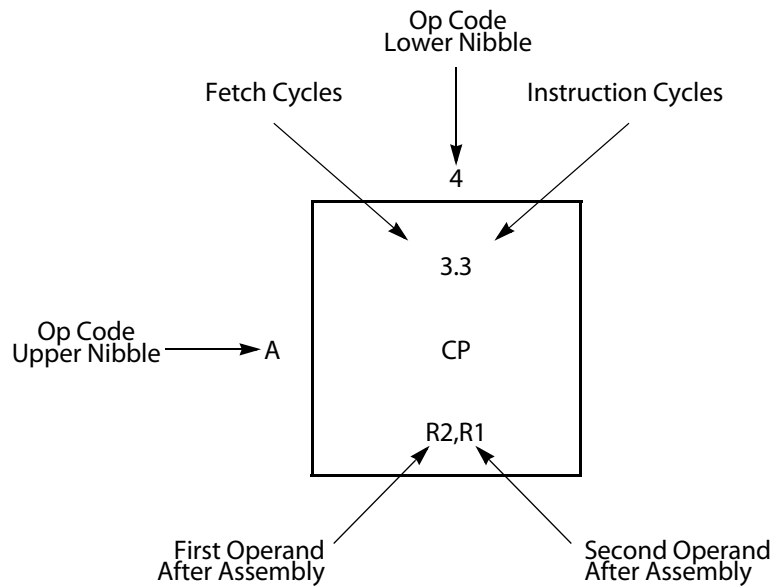 Op Code
Lower Nibble
Fetch Cycles
Instruction Cycles
4
3.3
Op Code
Upper Nibble
A
CP
R2,R1
First Operand
After Assembly
Second Operand
After Assembly